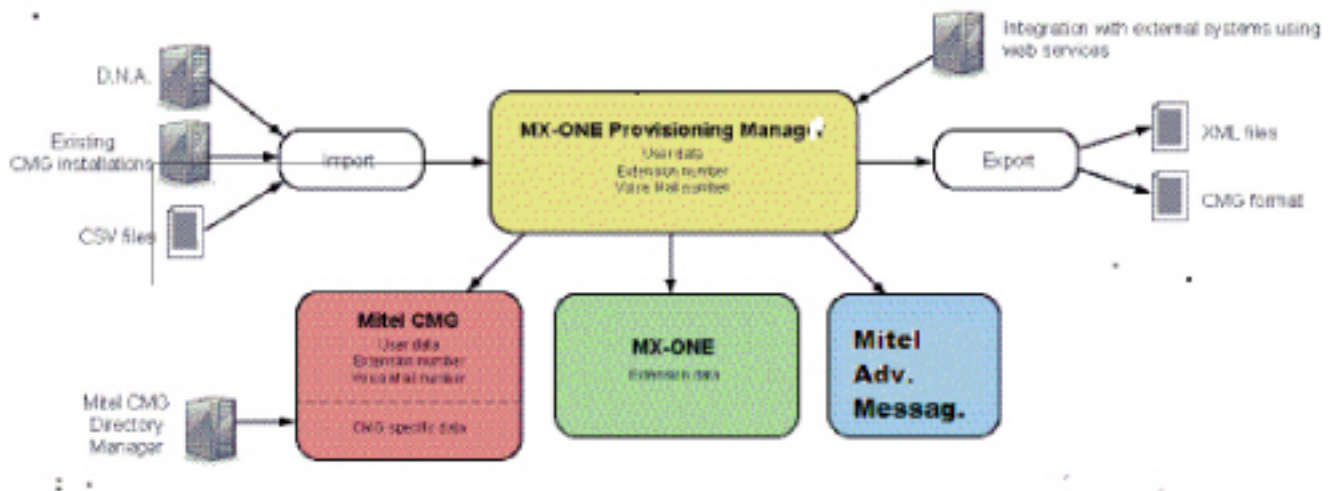 Integration with external systems using
web services
D.N.A.
MX-ONE Provisioning Manager
User data
Extension number
Voice Mail number
Existing
CMG installations
Import
Export
XML files
CSV files
CMG format
Mitel CMG
User data
Extension number
Voice Mail number
CMG specific data
MX-ONE
Extension data
Mitel
Adv.
Messag.
Mitel CMG
Directory
Manager